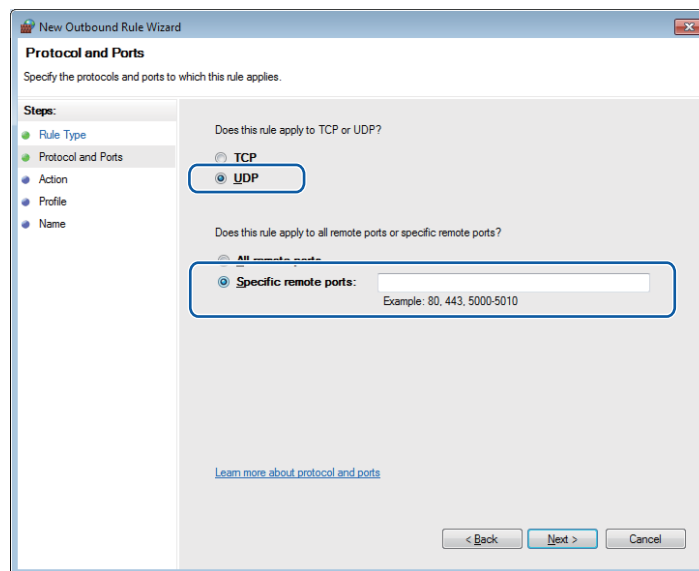 New Outbound Rule Wizard
Protocol and Ports
Specify the protocols and ports to which this rule applies.
Steps:
Rule Type
Protocol and Ports
Action
Profile
Name
Does this rule apply to TCP or UDP?
TCP
UDP
Does this rule apply to all remote ports or specific remote ports?
All remote ports
Specific remote ports:
Example: 80, 443, 5000-5010
Learn more about protocol and ports
< Back
Next >
Cancel